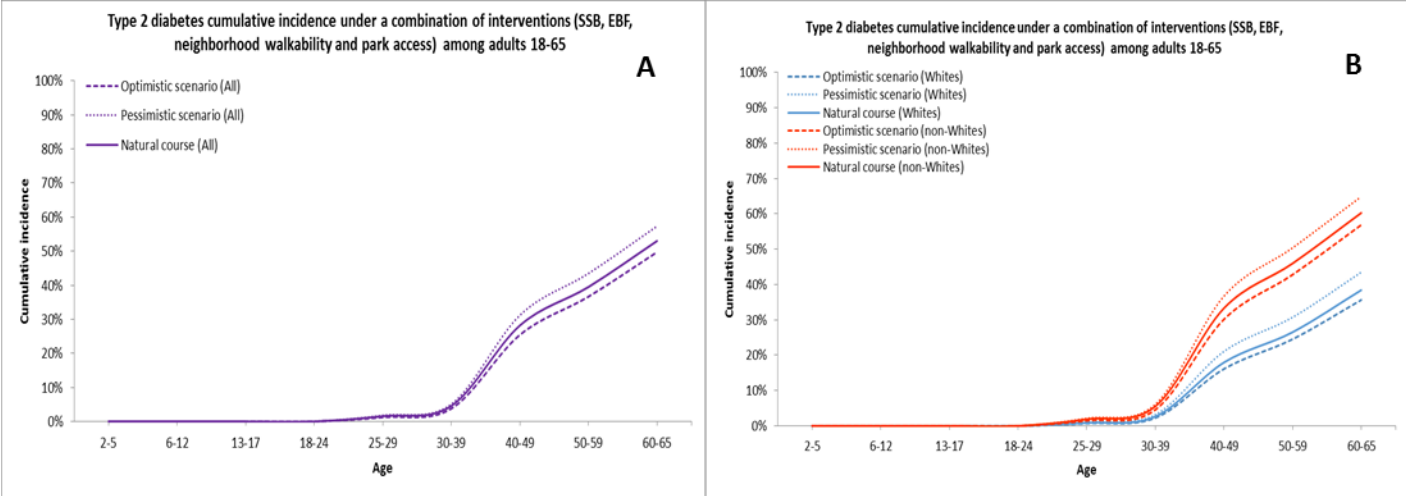 Type 2 diabetes cumulative incidence under a combination of interventions (SSB, EBF,
neighborhood walkability and park access) among adults 18-65
A
100%
90%
80%
70%
60%
50%
40%
30%
20%
10%
0%
Cumulative incidence
Optimistic scenario (All)
Pessimistic scenario (All)
Natural course (All)
2-5 6-12 13-17 18-24 25-29 30-39 40-49 50-59 60-65
Age
Type 2 diabetes cumulative incidence under a combination of interventions (SSB, EBF,
neighborhood walkability and park access) among adults 18-65
B
100%
90%
80%
70%
60%
50%
40%
30%
20%
10%
0%
Cumulative incidence
Optimistic scenario (Whites)
Pessimistic scenario (Whites)
Natural course (Whites)
Optimistic scenario (non-Whites)
Pessimistic scenario (non-Whites)
Natural course (non-Whites)
2-5 6-12 13-17 18-24 25-29 30-39 40-49 50-59 60-65
Age